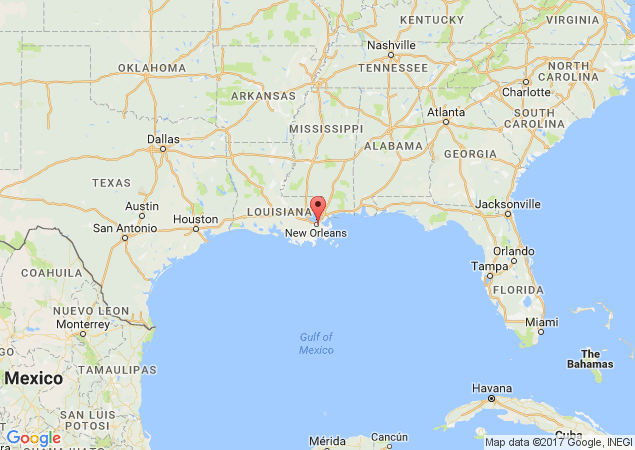 KENTUCKY
VIRGINIA
Nashville
OKLAHOMA
TENNESSEE
NORTH
CAROLINA
Charlotte
ARKANSAS
Atlanta
SOUTH
CAROLINA
MISSISSIPPI
Dallas
ALABAMA
GEORGIA
TEXAS
Austin
LOUISIANA
Jacksonville
Houston
San Antonio
New Orleans
Orlando
COAHUILA
Tampa
FLORIDA
NUEVO LEON
Monterrey
Miami
Gulf of
Mexico
The
Bahamas
TAMAULIPAS
Mexico
Havana
SAN LUIS
POTOSI
Google
Mérida
Cancún
Cuba
Map data ©2017 Google, INEGI